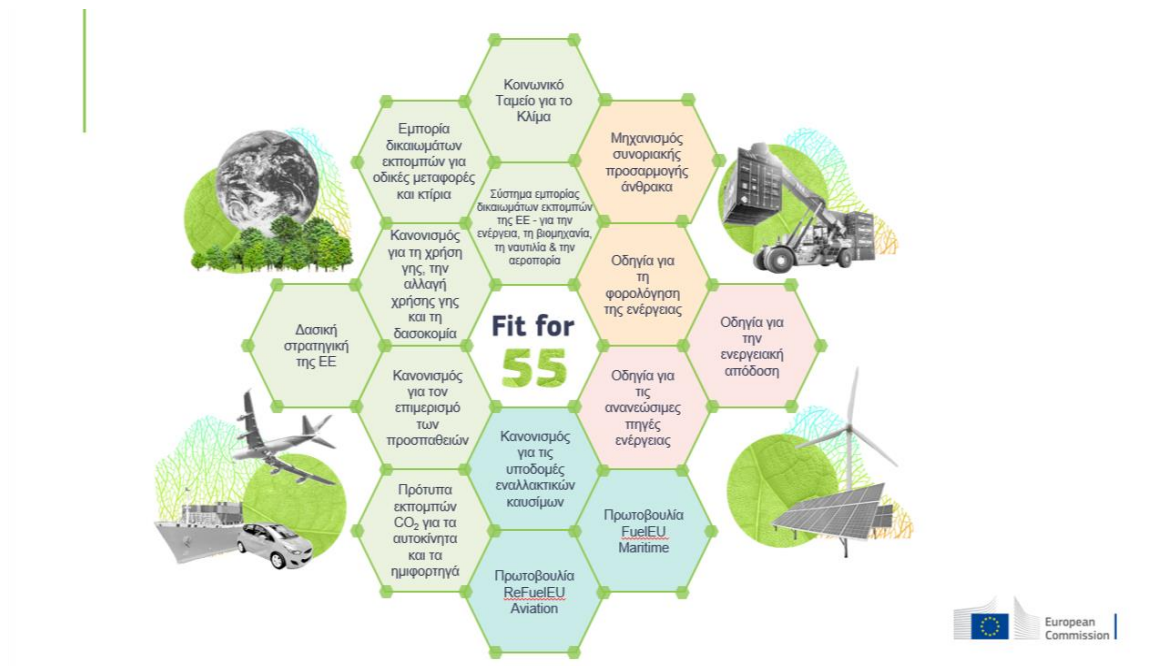 Κοινωνικό
Ταμείο για το
Κλίμα
Εμπορία
δικαιωμάτων
εκπομπών για
οδικές μεταφορές
και κτίρια
Μηχανισμός
συνοριακής
προσαρμογής
άνθρακα
Σύστημα εμπορίας
δικαιωμάτων εκπομπών
της ΕΕ - για την
ενέργεια, τη βιομηχανία,
τη ναυτιλία & την
αεροπορία
Κανονισμός
για τη χρήση
γης, την
αλλαγή
χρήσης γης
και τη
δασοκομία
Οδηγία για
τη
φορολόγηση
της ενέργειας
Δασική
στρατηγική
της ΕΕ
Fit for
55
Οδηγία για
την
ενεργειακή
απόδοση
Κανονισμός
για τον
επιμερισμό
των
προσπαθειών
Οδηγία για
τις
ανανεώσιμες
πηγές
ενέργειας
Κανονισμός
για τις
υποδομές
εναλλακτικών
καυσίμων
Πρότυπα
εκπομπών
CO₂ για τα
αυτοκίνητα
και τα
ημιφορτηγά
Πρωτοβουλία
FuelEU
Maritime
Πρωτοβουλία
ReFuelEU
Aviation
European
Commission